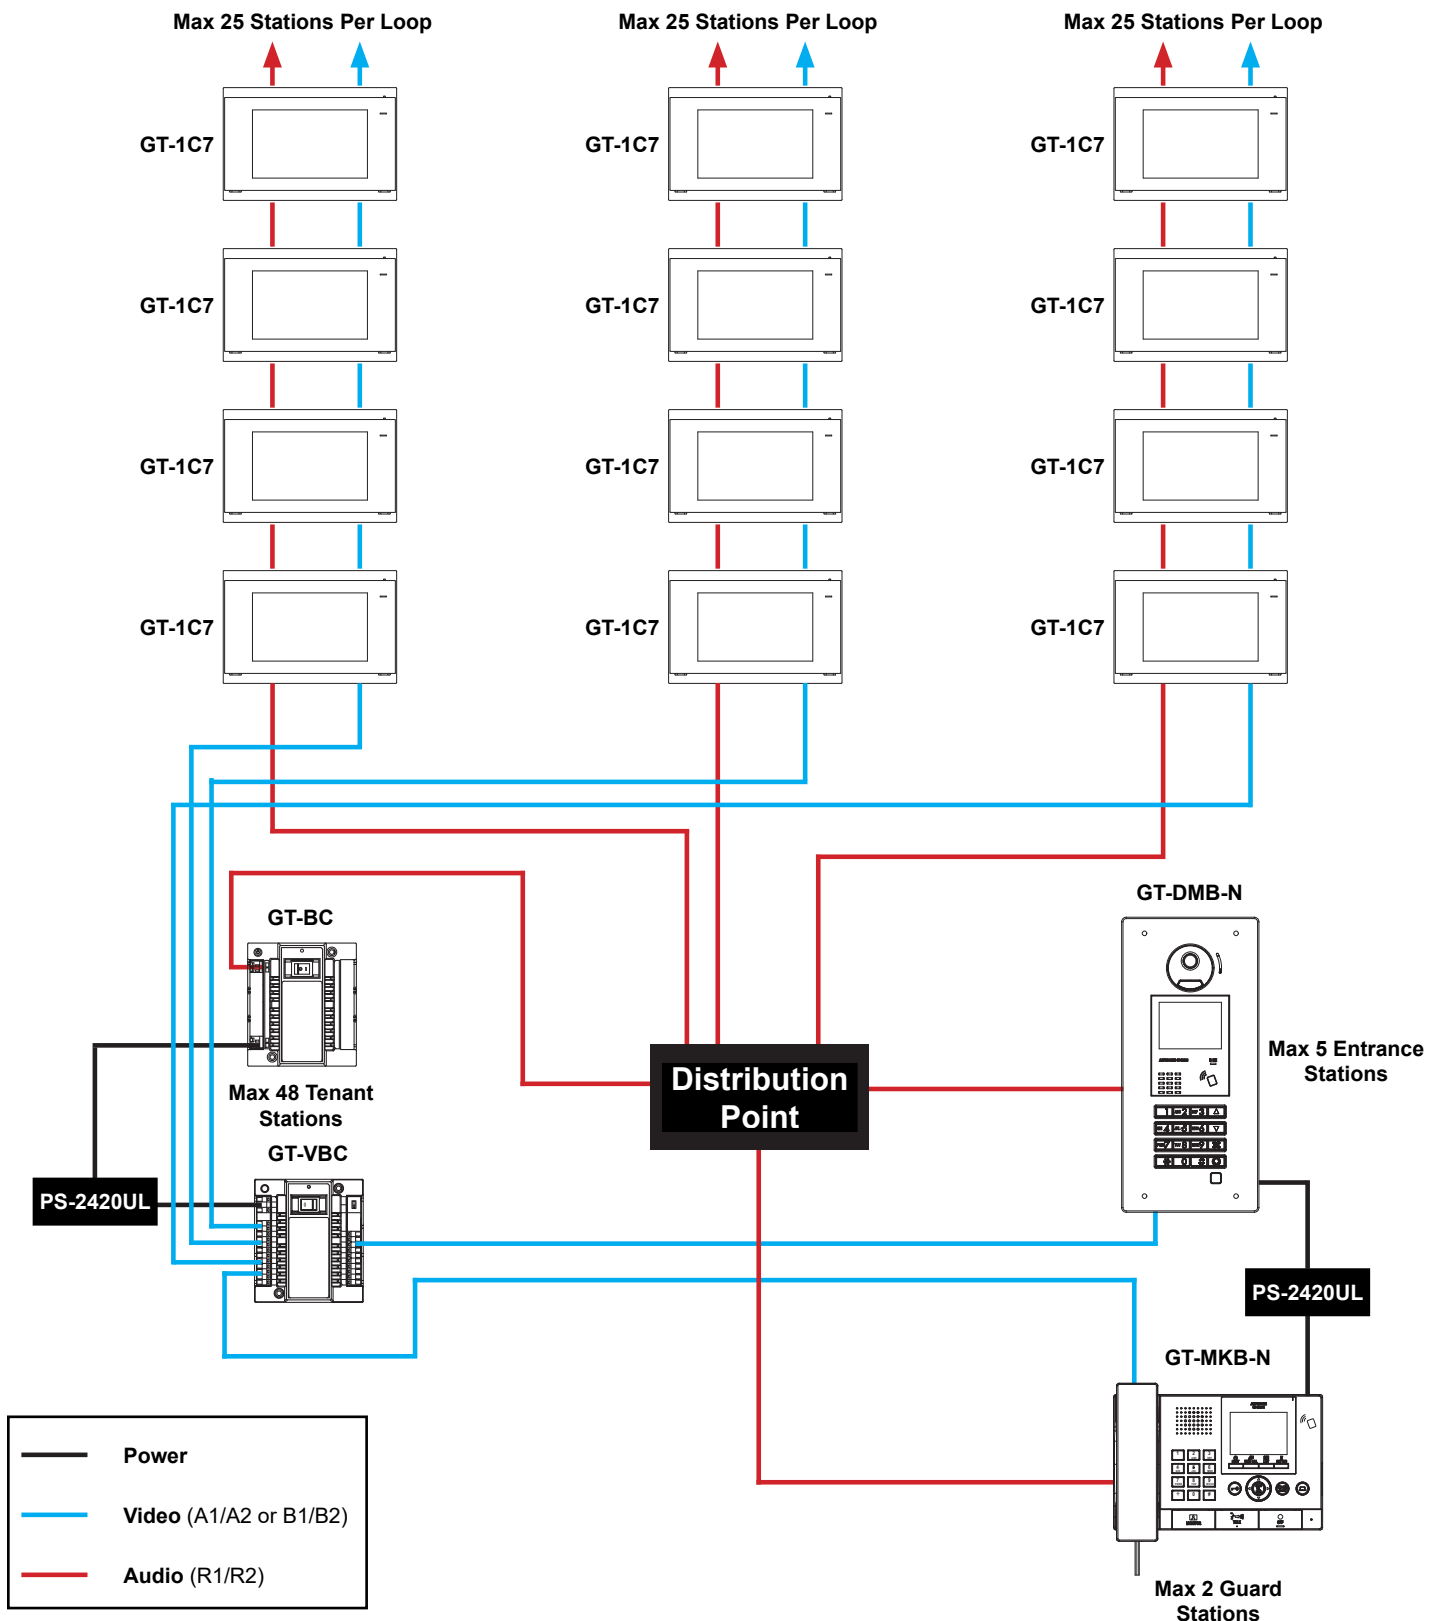 Max 25 Stations Per Loop
Max 25 Stations Per Loop
Max 25 Stations Per Loop
GT-1C7
GT-1C7
GT-1C7
GT-1C7
GT-1C7
GT-1C7
GT-1C7
GT-1C7
GT-1C7
GT-1C7
GT-1C7
GT-1C7
GT-BC
Max 48 Tenant
Stations
GT-VBC
PS-2420UL
Distribution
Point
GT-DMB-N
Max 5 Entrance
Stations
PS-2420UL
GT-MKB-N
Max 2 Guard
Stations
Power
Video (A1/A2 or B1/B2)
Audio (R1/R2)